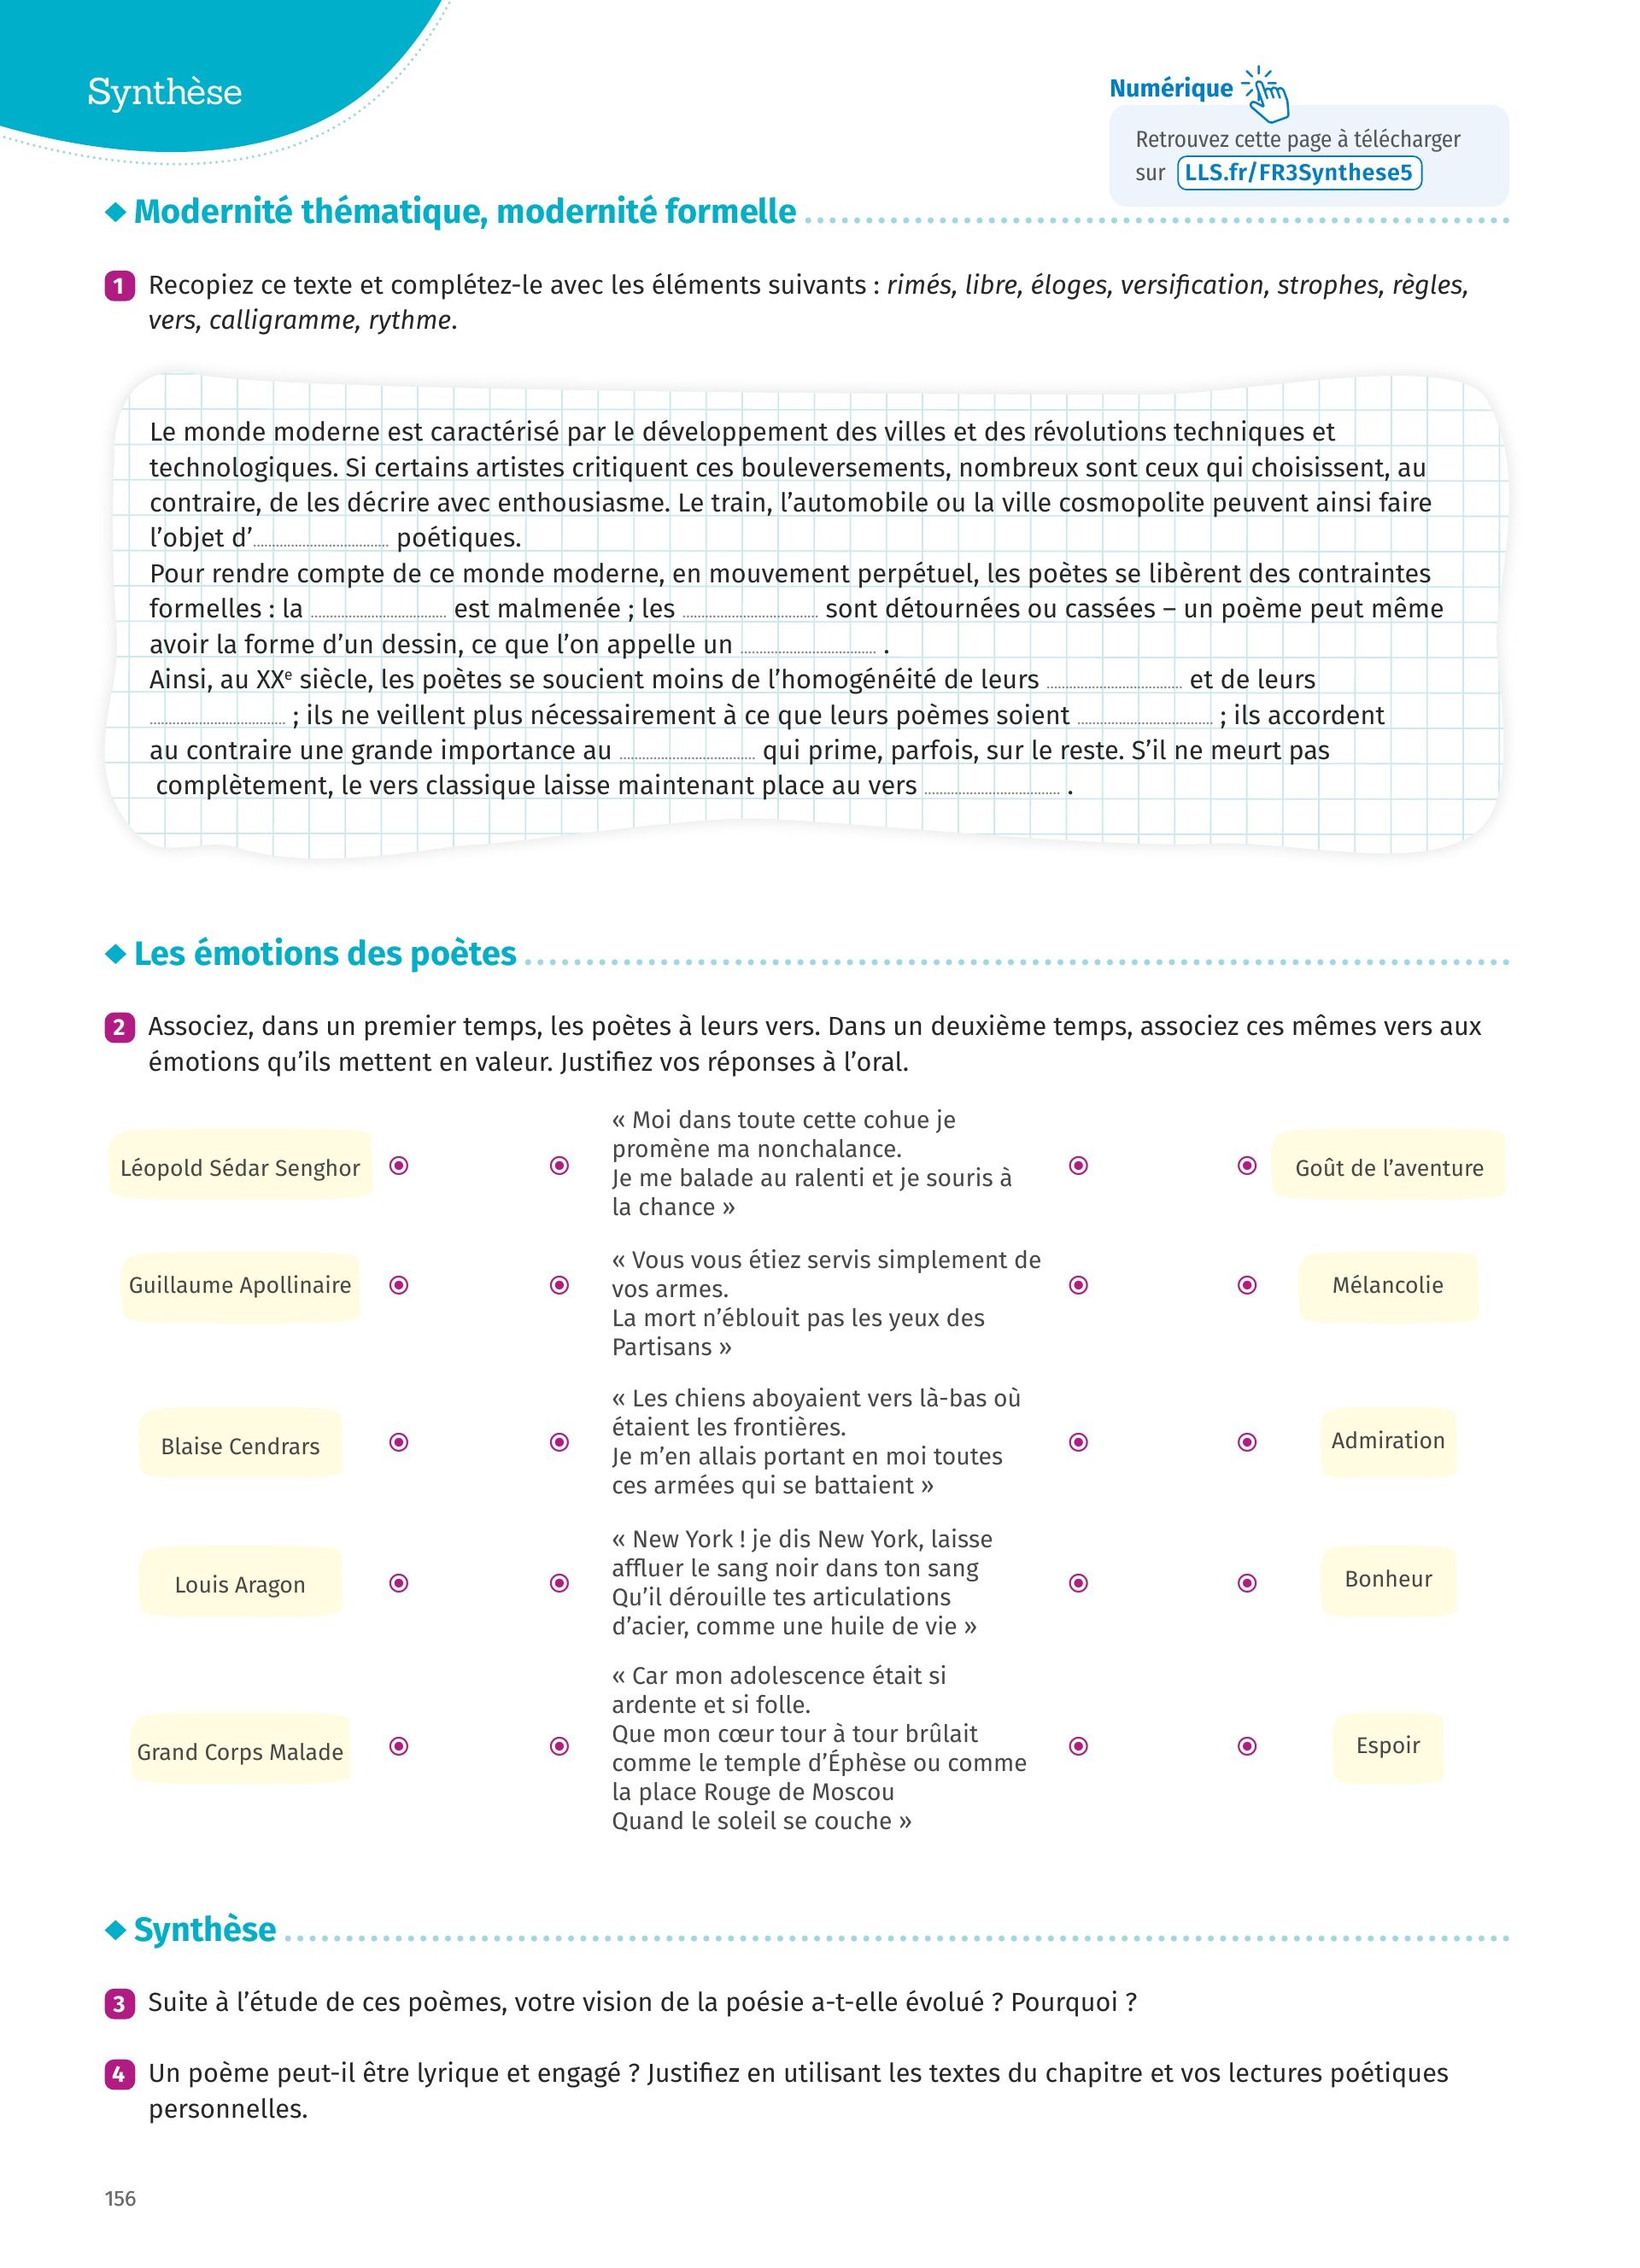 Synthèse
Numérique
Retrouvez cette page à télécharger
sur LLS.fr/FR3Synthese5
Modernité thématique, modernité formelle
1 Recopiez ce texte et complétez-le avec les éléments suivants : rimés, libre, éloges, versification, strophes, règles,
vers, calligramme, rythme.
Le monde moderne est caractérisé par le développement des villes et des révolutions techniques et
technologiques. Si certains artistes critiquent ces bouleversements, nombreux sont ceux qui choisissent, au
contraire, de les décrire avec enthousiasme. Le train, l’automobile ou la ville cosmopolite peuvent ainsi faire
l’objet d’.................... poétiques.
Pour rendre compte de ce monde moderne, en mouvement perpétuel, les poètes se libèrent des contraintes
formelles : la .................... est malmenée ; les .................... sont détournées ou cassées – un poème peut même
avoir la forme d’un dessin, ce que l’on appelle un .................... .
Ainsi, au XXe siècle, les poètes se soucient moins de l’homogénéité de leurs .................... et de leurs
.................... ; ils ne veillent plus nécessairement à ce que leurs poèmes soient .................... ; ils accordent
au contraire une grande importance au .................... qui prime, parfois, sur le reste. S’il ne meurt pas
complètement, le vers classique laisse maintenant place au vers .................... .
Les émotions des poètes
2 Associez, dans un premier temps, les poètes à leurs vers. Dans un deuxième temps, associez ces mêmes vers aux
émotions qu’ils mettent en valeur. Justifiez vos réponses à l’oral.
Léopold Sédar Senghor
« Moi dans toute cette cohue je
promène ma nonchalance.
Je me balade au ralenti et je souris à
la chance »
Goût de l’aventure
Guillaume Apollinaire
« Vous vous étiez servis simplement de
vos armes.
La mort n’éblouit pas les yeux des
Partisans »
Mélancolie
Blaise Cendrars
« Les chiens aboyaient vers là-bas où
étaient les frontières.
Je m’en allais portant en moi toutes
ces armées qui se battaient »
Admiration
Louis Aragon
« New York ! je dis New York, laisse
affluer le sang noir dans ton sang
Qu’il dérouille tes articulations
d’acier, comme une huile de vie »
Bonheur
Grand Corps Malade
« Car mon adolescence était si
ardente et si folle.
Que mon cœur tour à tour brûlait
comme le temple d’Éphèse ou comme
la place Rouge de Moscou
Quand le soleil se couche »
Espoir
Synthèse
3 Suite à l’étude de ces poèmes, votre vision de la poésie a-t-elle évolué ? Pourquoi ?
4 Un poème peut-il être lyrique et engagé ? Justifiez en utilisant les textes du chapitre et vos lectures poétiques
personnelles.
156